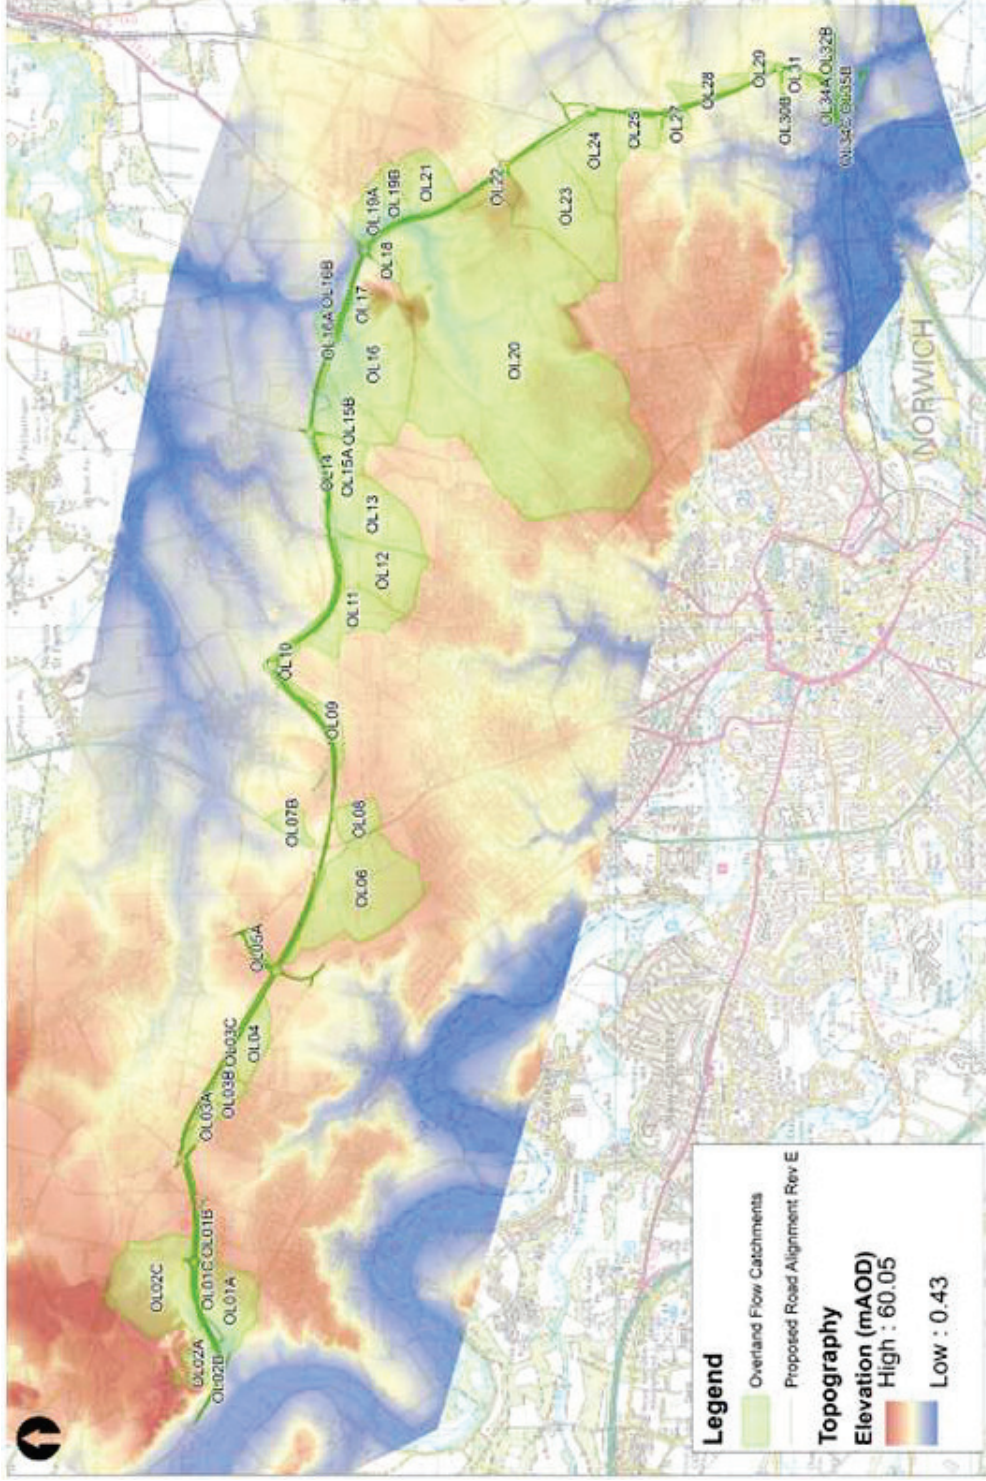 OL02A
OL02B
OL02C
OL01C OL01B
OL01A
OL03A
OL03B OL03C
OL04
OL05A
OL06
OL07B
OL08
OL09
OL10
OL11
OL12
OL13
OL14
OL15A OL15B
OL16
OL16A OL16B
OL17
OL18
OL19A
OL19B
OL21
OL20
OL22
OL23
OL24
OL25
OL27
OL28
OL29
OL30B
OL31
OL34A OL32B
OL34C OL35B
NORWICH
Legend
Overland Flow Catchments
Proposed Road Alignment Rev E
Topography
Elevation (mAOD)
High : 60.05
Low : 0.43